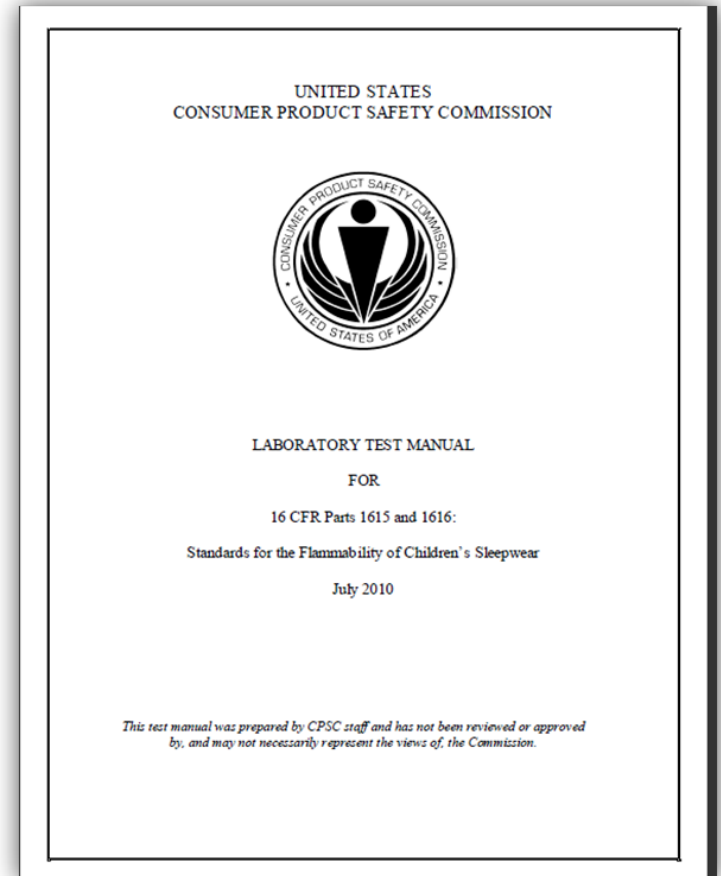 UNITED STATES
CONSUMER PRODUCT SAFETY COMMISSION
CONSUMER PRODUCT SAFETY COMMISSION
UNITED STATES OF AMERICA
LABORATORY TEST MANUAL
FOR
16 CFR Parts 1615 and 1616:
Standards for the Flammability of Children's Sleepwear
July 2010
This test manual was prepared by CPSC staff and has not been reviewed or approved
by, and may not necessarily represent the views of, the Commission.